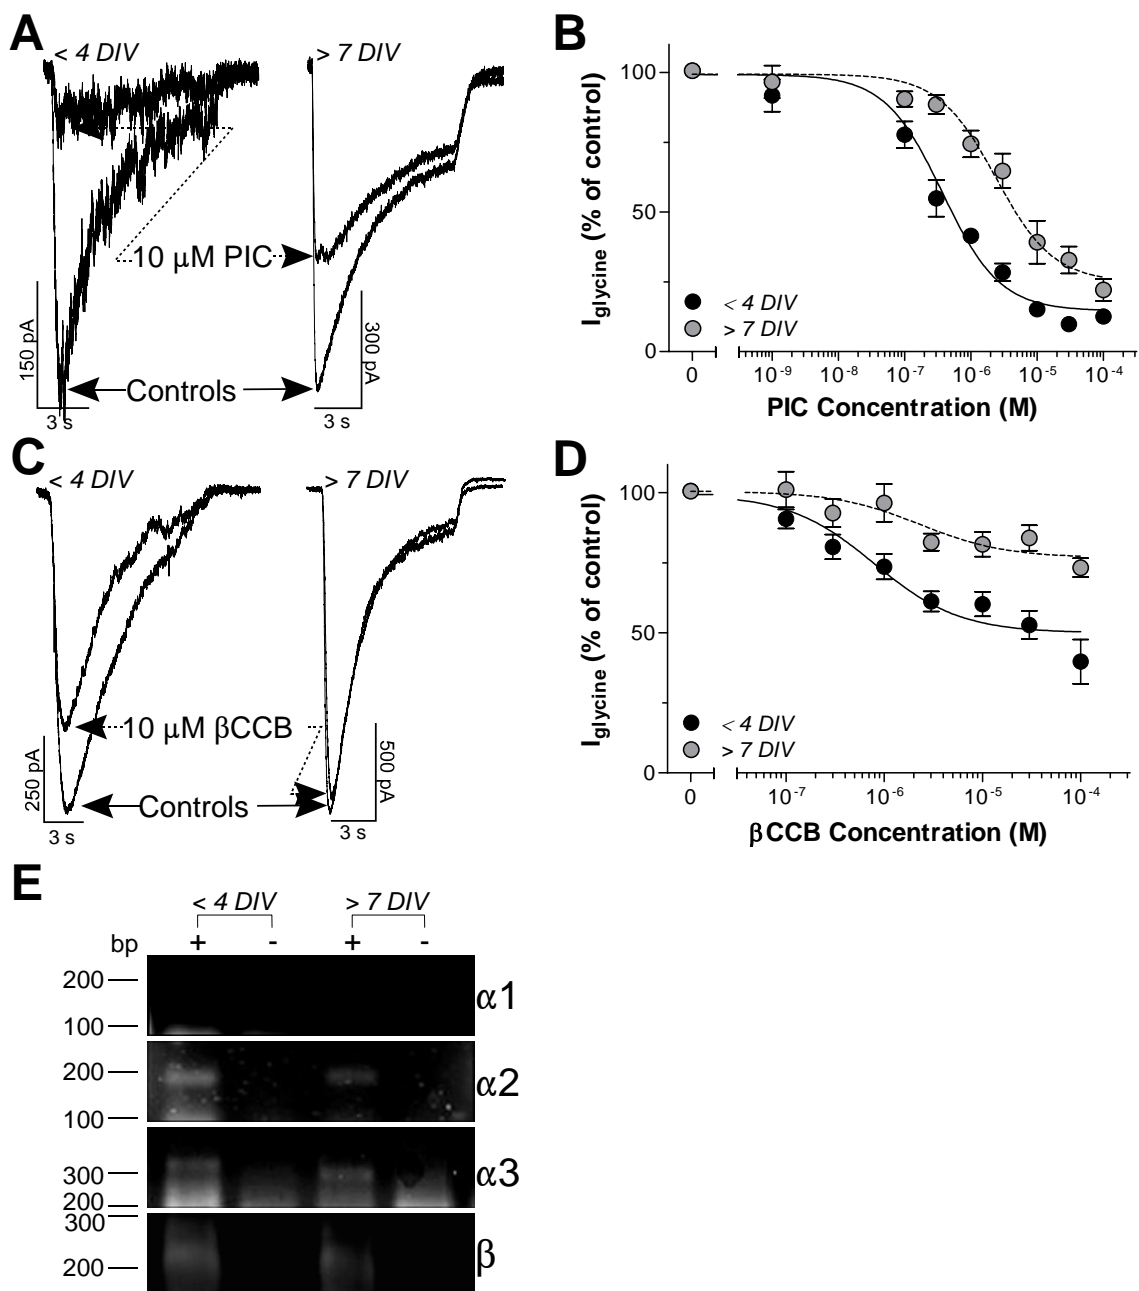 A
< 4 DIV
> 7 DIV
10 μM PIC
150 pA
300 pA
Controls
3 s
3 s
B
I_glycine (% of control)
100
50
0
< 4 DIV
> 7 DIV
0 10⁻⁹ 10⁻⁸ 10⁻⁷ 10⁻⁶ 10⁻⁵ 10⁻⁴
PIC Concentration (M)
C
< 4 DIV
> 7 DIV
10 μM βCCB
250 pA
500 pA
Controls
3 s
3 s
D
I_glycine (% of control)
100
50
0
< 4 DIV
> 7 DIV
0 10⁻⁷ 10⁻⁶ 10⁻⁵ 10⁻⁴
βCCB Concentration (M)
E
< 4 DIV > 7 DIV
bp + - + -
200
100
α1
200
100
α2
300
200
α3
300
200
β